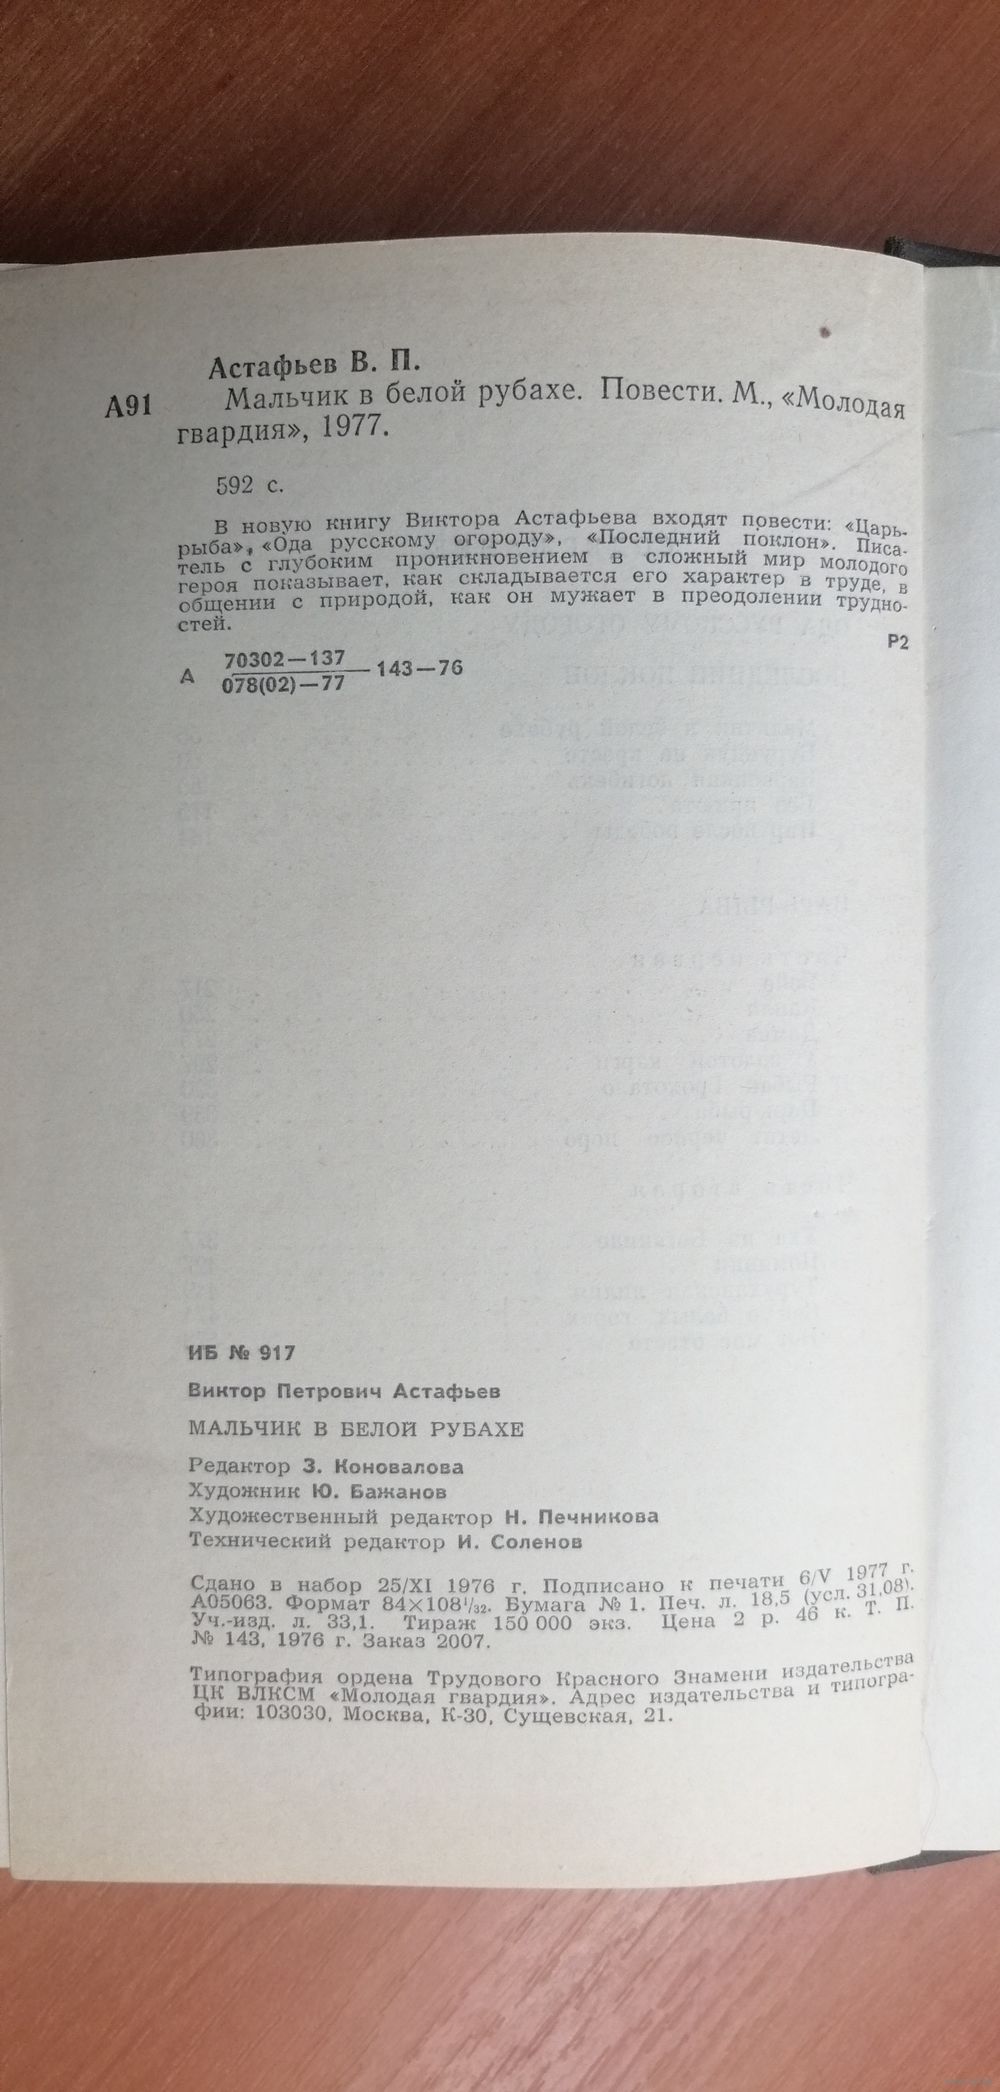 Астафьев В. П.
А91 Мальчик в белой рубахе. Повести. М., «Молодая
гвардия», 1977.
592 с.
В новую книгу Виктора Астафьева входят повести: «Царь-
рыба», «Ода русскому огороду», «Последний поклон». Писа-
тель с глубоким проникновением в сложный мир молодого
героя показывает, как складывается его характер в труде, в
общении с природой, как он мужает в преодолении трудно-
стей.
Р2
А 70302—137
078(02)—77 143—76
ИБ № 917
Виктор Петрович Астафьев
МАЛЬЧИК В БЕЛОЙ РУБАХЕ
Редактор З. Коновалова
Художник Ю. Бажанов
Художественный редактор Н. Печникова
Технический редактор И. Соленов
Сдано в набор 25/XI 1976 г. Подписано к печати 6/V 1977 г.
А05063. Формат 84×108¹/₃₂. Бумага № 1. Печ. л. 18,5 (усл. 31,08).
Уч.-изд. л. 33,1. Тираж 150 000 экз. Цена 2 р. 46 к. Т. П.
№ 143, 1976 г. Заказ 2007.
Типография ордена Трудового Красного Знамени издательства
ЦК ВЛКСМ «Молодая гвардия». Адрес издательства и типогра-
фии: 103030, Москва, К-30, Сущевская, 21.